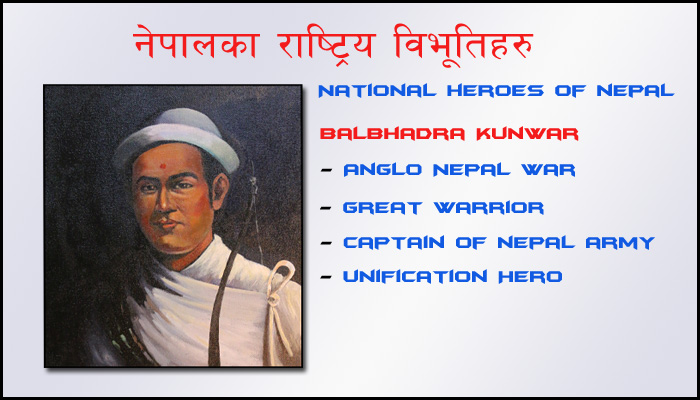 नेपालका राष्ट्रिय विभूतिहरु
NATIONAL HEROES OF NEPAL
BALBHADRA KUNWAR
- ANGLO NEPAL WAR
- GREAT WARRIOR
- CAPTAIN OF NEPAL ARMY
- UNIFICATION HERO